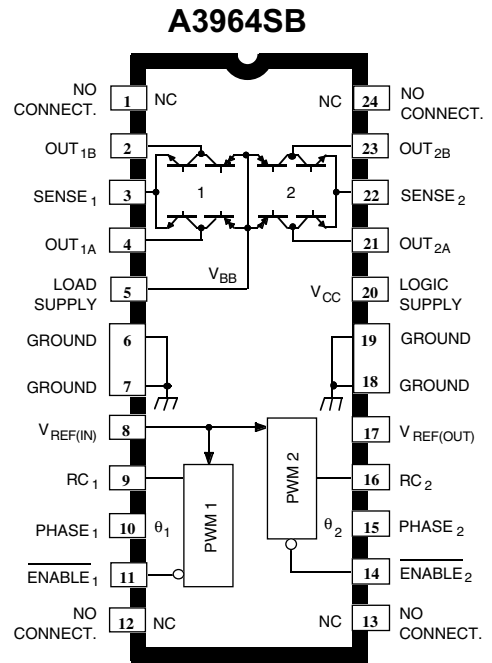 A3964SB
NO CONNECT. 1 NC NC 24 NO CONNECT.
OUT1B 2 23 OUT2B
SENSE1 3 1 2 22 SENSE2
OUT1A 4 21 OUT2A
LOAD SUPPLY 5 VBB VCC 20 LOGIC SUPPLY
GROUND 6 19 GROUND
GROUND 7 18 GROUND
VREF(IN) 8 17 VREF(OUT)
RC1 9 PWM 1 PWM 2 16 RC2
PHASE1 10 θ1 θ2 15 PHASE2
ENABLE1 11 14 ENABLE2
NO CONNECT. 12 NC NC 13 NO CONNECT.